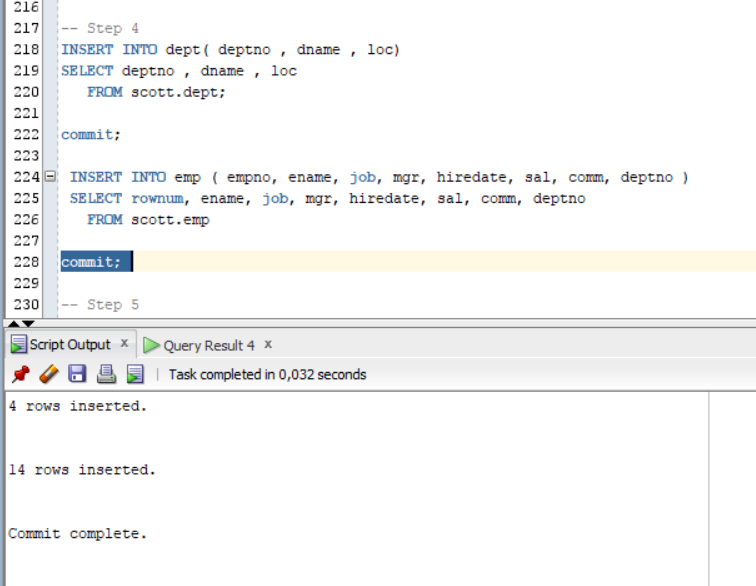 216
217 -- Step 4
218 INSERT INTO dept( deptno , dname , loc)
219 SELECT deptno , dname , loc
220 FROM scott.dept;
221
222 commit;
223
224 INSERT INTO emp ( empno, ename, job, mgr, hiredate, sal, comm, deptno )
225 SELECT rownum, ename, job, mgr, hiredate, sal, comm, deptno
226 FROM scott.emp
227
228 commit;
229
230 -- Step 5
Script Output x Query Result 4 x
Task completed in 0,032 seconds
4 rows inserted.
14 rows inserted.
Commit complete.